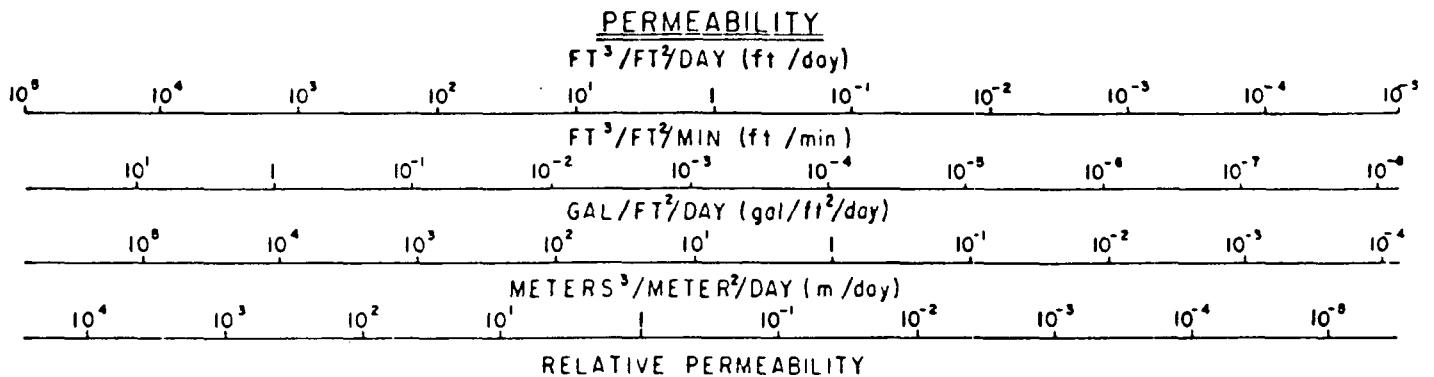 PERMEABILITY
FT³/FT²/DAY (ft /day)
10⁵ 10⁴ 10³ 10² 10¹ 1 10⁻¹ 10⁻² 10⁻³ 10⁻⁴ 10⁻⁵
FT³/FT²/MIN (ft /min)
10¹ 1 10⁻¹ 10⁻² 10⁻³ 10⁻⁴ 10⁻⁵ 10⁻⁶ 10⁻⁷ 10⁻⁸
GAL/FT²/DAY (gal/ft²/day)
10⁵ 10⁴ 10³ 10² 10¹ 1 10⁻¹ 10⁻² 10⁻³ 10⁻⁴
METERS³/METER²/DAY (m /day)
10⁴ 10³ 10² 10¹ 1 10⁻¹ 10⁻² 10⁻³ 10⁻⁴ 10⁻⁵
RELATIVE PERMEABILITY